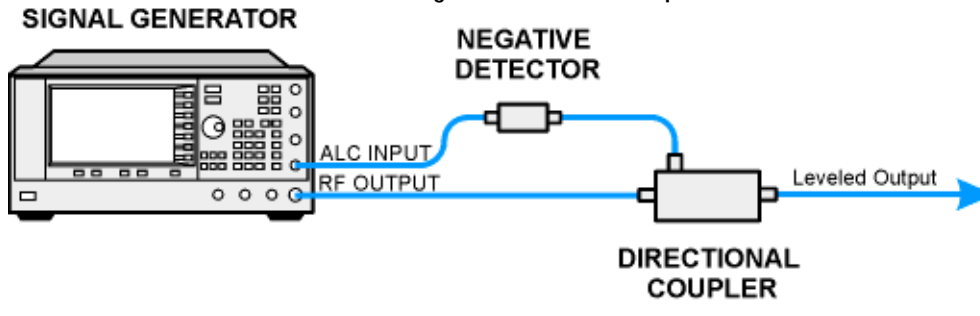 SIGNAL GENERATOR
NEGATIVE
DETECTOR
ALC INPUT
RF OUTPUT
Leveled Output
DIRECTIONAL
COUPLER